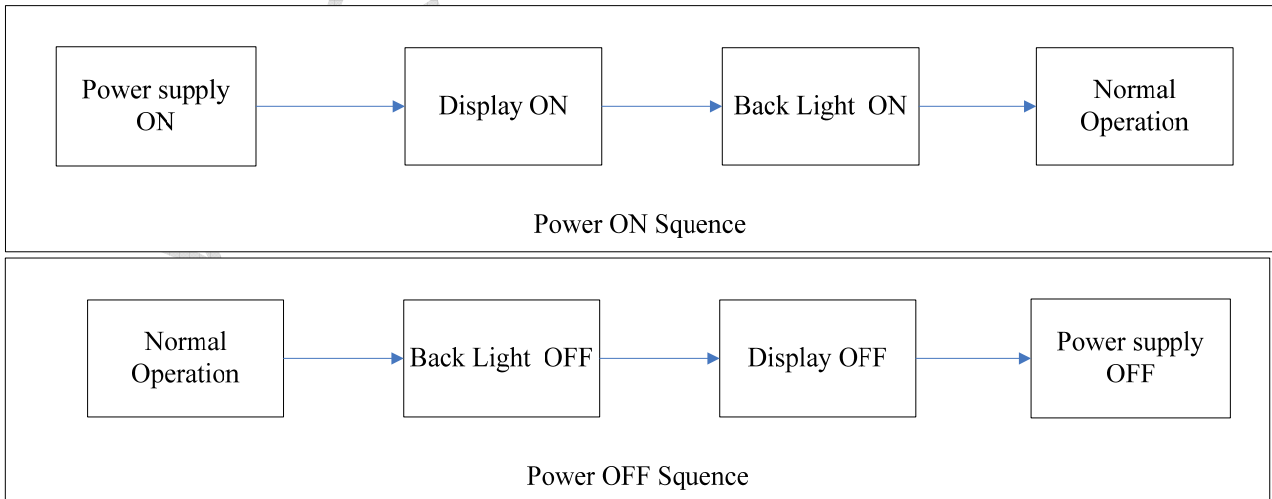 Power supply
ON
Display ON
Back Light ON
Normal
Operation
Power ON Squence
Normal
Operation
Back Light OFF
Display OFF
Power supply
OFF
Power OFF Squence